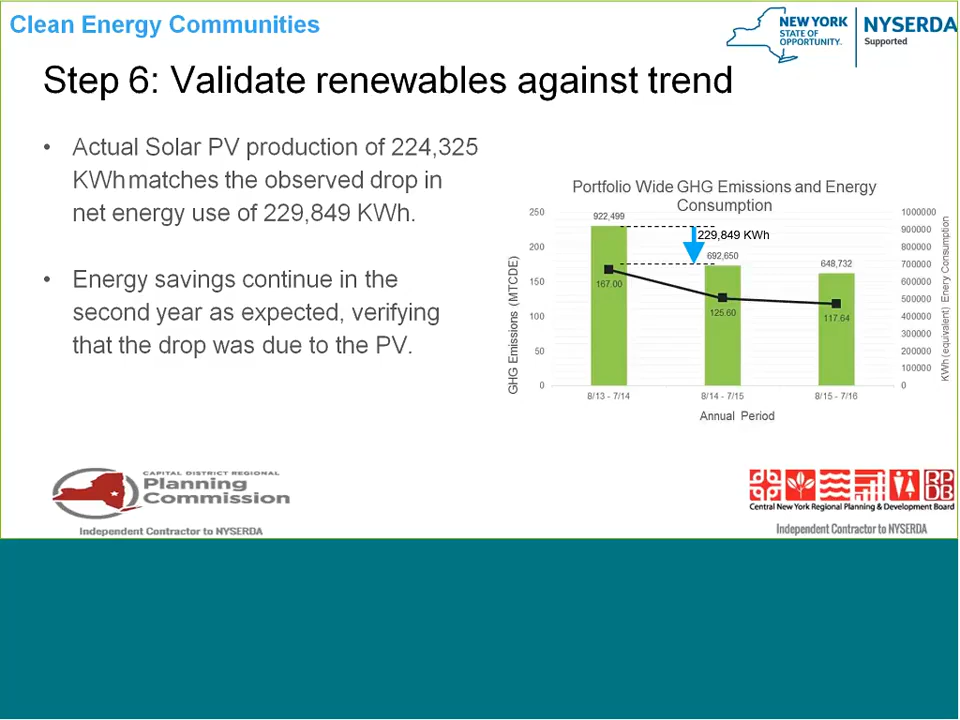 Clean Energy Communities
NEW YORK
STATE OF
OPPORTUNITY.
NYSERDA
Supported
Step 6: Validate renewables against trend
• Actual Solar PV production of 224,325
KWh matches the observed drop in
net energy use of 229,849 KWh.
• Energy savings continue in the
second year as expected, verifying
that the drop was due to the PV.
Portfolio Wide GHG Emissions and Energy
Consumption
GHG Emissions (MTCDE)
250
200
150
100
50
0
922,499
229,849 KWh
692,650
648,732
167.00
125.60
117.64
1000000
900000
800000
700000
600000
500000
400000
300000
200000
100000
0
KWh (equivalent) Enery Consumption
8/13 - 7/14
8/14 - 7/15
8/15 - 7/16
Annual Period
CAPITAL DISTRICT REGIONAL
Planning
Commission
Independent Contractor to NYSERDA
RP
DB
Central New York Regional Planning & Development Board
Independent Contractor to NYSERDA